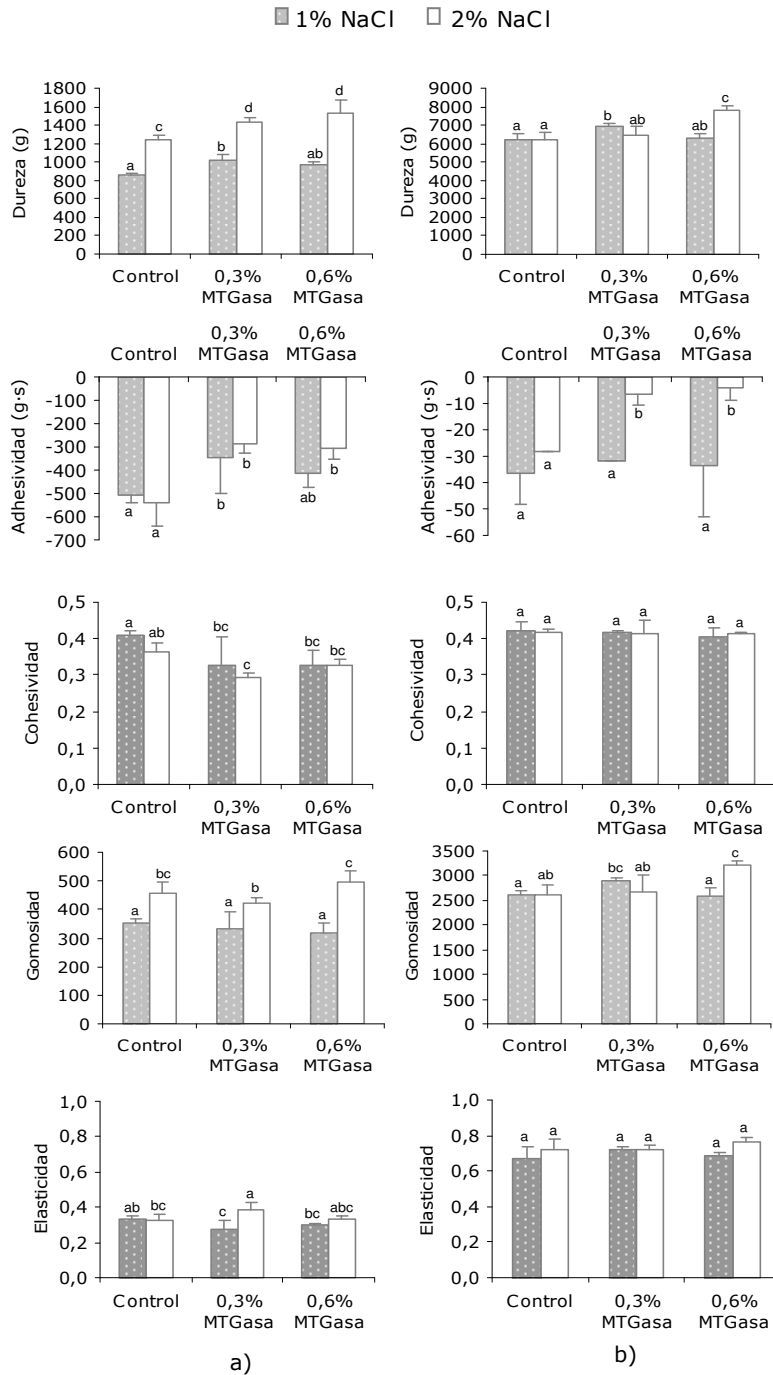 1% NaCl 2% NaCl
Dureza (g)
1800
1600
1400
1200
1000
800
600
400
200
0
a c b d ab d
Control 0,3% MTGasa 0,6% MTGasa
Dureza (g)
9000
8000
7000
6000
5000
4000
3000
2000
1000
0
a a b ab ab c
Control 0,3% MTGasa 0,6% MTGasa
Control 0,3% MTGasa 0,6% MTGasa
Adhesividad (g·s)
0
-100
-200
-300
-400
-500
-600
-700
a a b b ab b
Control 0,3% MTGasa 0,6% MTGasa
Adhesividad (g·s)
0
-10
-20
-30
-40
-50
-60
a a a b a b
Cohesividad
0,5
0,4
0,3
0,2
0,1
0,0
a ab bc c bc bc
Control 0,3% MTGasa 0,6% MTGasa
Cohesividad
0,5
0,4
0,3
0,2
0,1
0,0
a a a a a a
Control 0,3% MTGasa 0,6% MTGasa
Gomosidad
600
500
400
300
200
100
0
a bc a b a c
Control 0,3% MTGasa 0,6% MTGasa
Gomosidad
3500
3000
2500
2000
1500
1000
500
0
a ab bc ab a c
Control 0,3% MTGasa 0,6% MTGasa
Elasticidad
1,0
0,8
0,6
0,4
0,2
0,0
ab bc c a bc abc
Control 0,3% MTGasa 0,6% MTGasa
a)
Elasticidad
1,0
0,8
0,6
0,4
0,2
0,0
a a a a a a
Control 0,3% MTGasa 0,6% MTGasa
b)